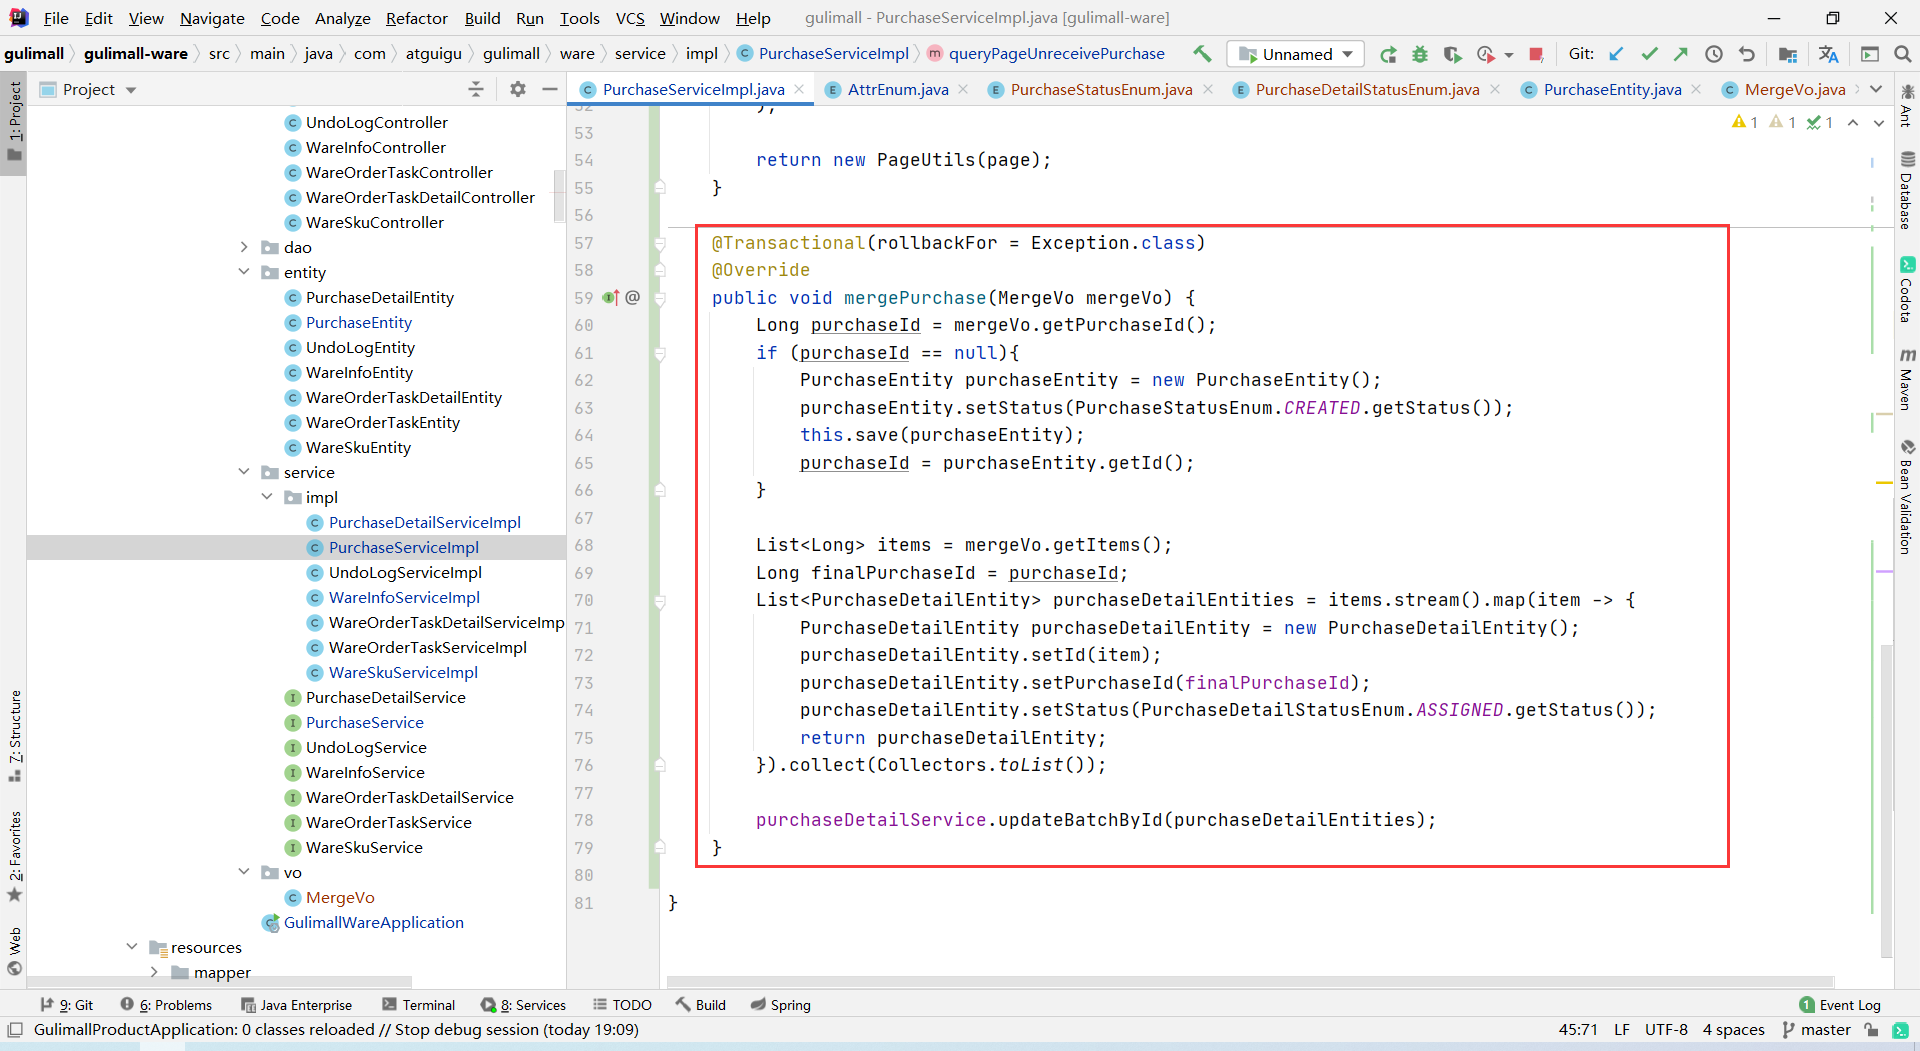 File Edit View Navigate Code Analyze Refactor Build Run Tools VCS Window Help gulimall - PurchaseServiceImpl.java [gulimall-ware]
gulimall gulimall-ware src main java com atguigu gulimall ware service impl PurchaseServiceImpl queryPageUnreceivePurchase Unnamed Git:
Project
PurchaseServiceImpl.java AttrEnum.java PurchaseStatusEnum.java PurchaseDetailStatusEnum.java PurchaseEntity.java MergeVo.java
1: Project
7: Structure
2: Favorites
Web
UndoLogController
WareInfoController
WareOrderTaskController
WareOrderTaskDetailController
WareSkuController
dao
entity
PurchaseDetailEntity
PurchaseEntity
UndoLogEntity
WareInfoEntity
WareOrderTaskDetailEntity
WareOrderTaskEntity
WareSkuEntity
service
impl
PurchaseDetailServiceImpl
PurchaseServiceImpl
UndoLogServiceImpl
WareInfoServiceImpl
WareOrderTaskDetailServiceImp
WareOrderTaskServiceImpl
WareSkuServiceImpl
PurchaseDetailService
PurchaseService
UndoLogService
WareInfoService
WareOrderTaskDetailService
WareOrderTaskService
WareSkuService
vo
MergeVo
GulimallWareApplication
resources
mapper
1 1 1
52 );
53
54 return new PageUtils(page);
55 }
56
57 @Transactional(rollbackFor = Exception.class)
58 @Override
59 @ public void mergePurchase(MergeVo mergeVo) {
60 Long purchaseId = mergeVo.getPurchaseId();
61 if (purchaseId == null){
62 PurchaseEntity purchaseEntity = new PurchaseEntity();
63 purchaseEntity.setStatus(PurchaseStatusEnum.CREATED.getStatus());
64 this.save(purchaseEntity);
65 purchaseId = purchaseEntity.getId();
66 }
67
68 List<Long> items = mergeVo.getItems();
69 Long finalPurchaseId = purchaseId;
70 List<PurchaseDetailEntity> purchaseDetailEntities = items.stream().map(item -> {
71 PurchaseDetailEntity purchaseDetailEntity = new PurchaseDetailEntity();
72 purchaseDetailEntity.setId(item);
73 purchaseDetailEntity.setPurchaseId(finalPurchaseId);
74 purchaseDetailEntity.setStatus(PurchaseDetailStatusEnum.ASSIGNED.getStatus());
75 return purchaseDetailEntity;
76 }).collect(Collectors.toList());
77
78 purchaseDetailService.updateBatchById(purchaseDetailEntities);
79 }
80
81 }
Ant
Database
Codota
Maven
Bean Validation
9: Git 6: Problems Java Enterprise Terminal 8: Services TODO Build Spring 1 Event Log
GulimallProductApplication: 0 classes reloaded // Stop debug session (today 19:09) 45:71 LF UTF-8 4 spaces master